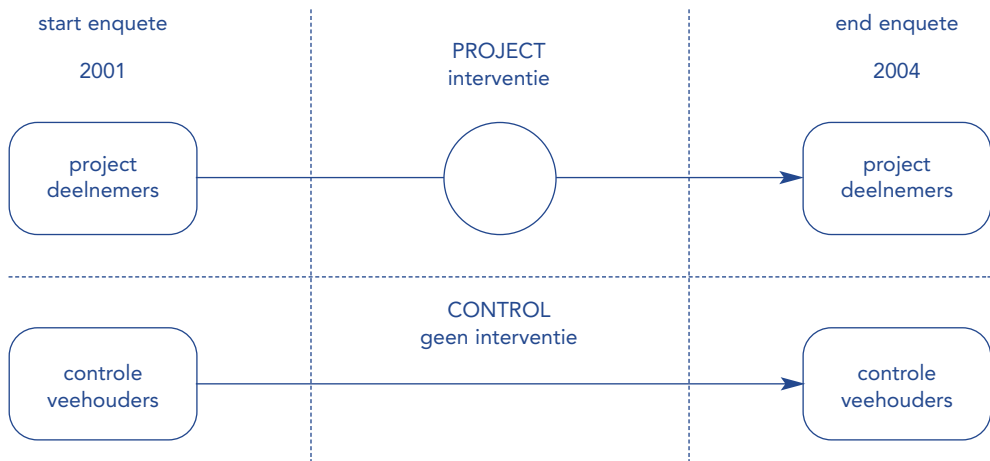 start enquete
2001
PROJECT
interventie
end enquete
2004
project
deelnemers
project
deelnemers
CONTROL
geen interventie
controle
veehouders
controle
veehouders